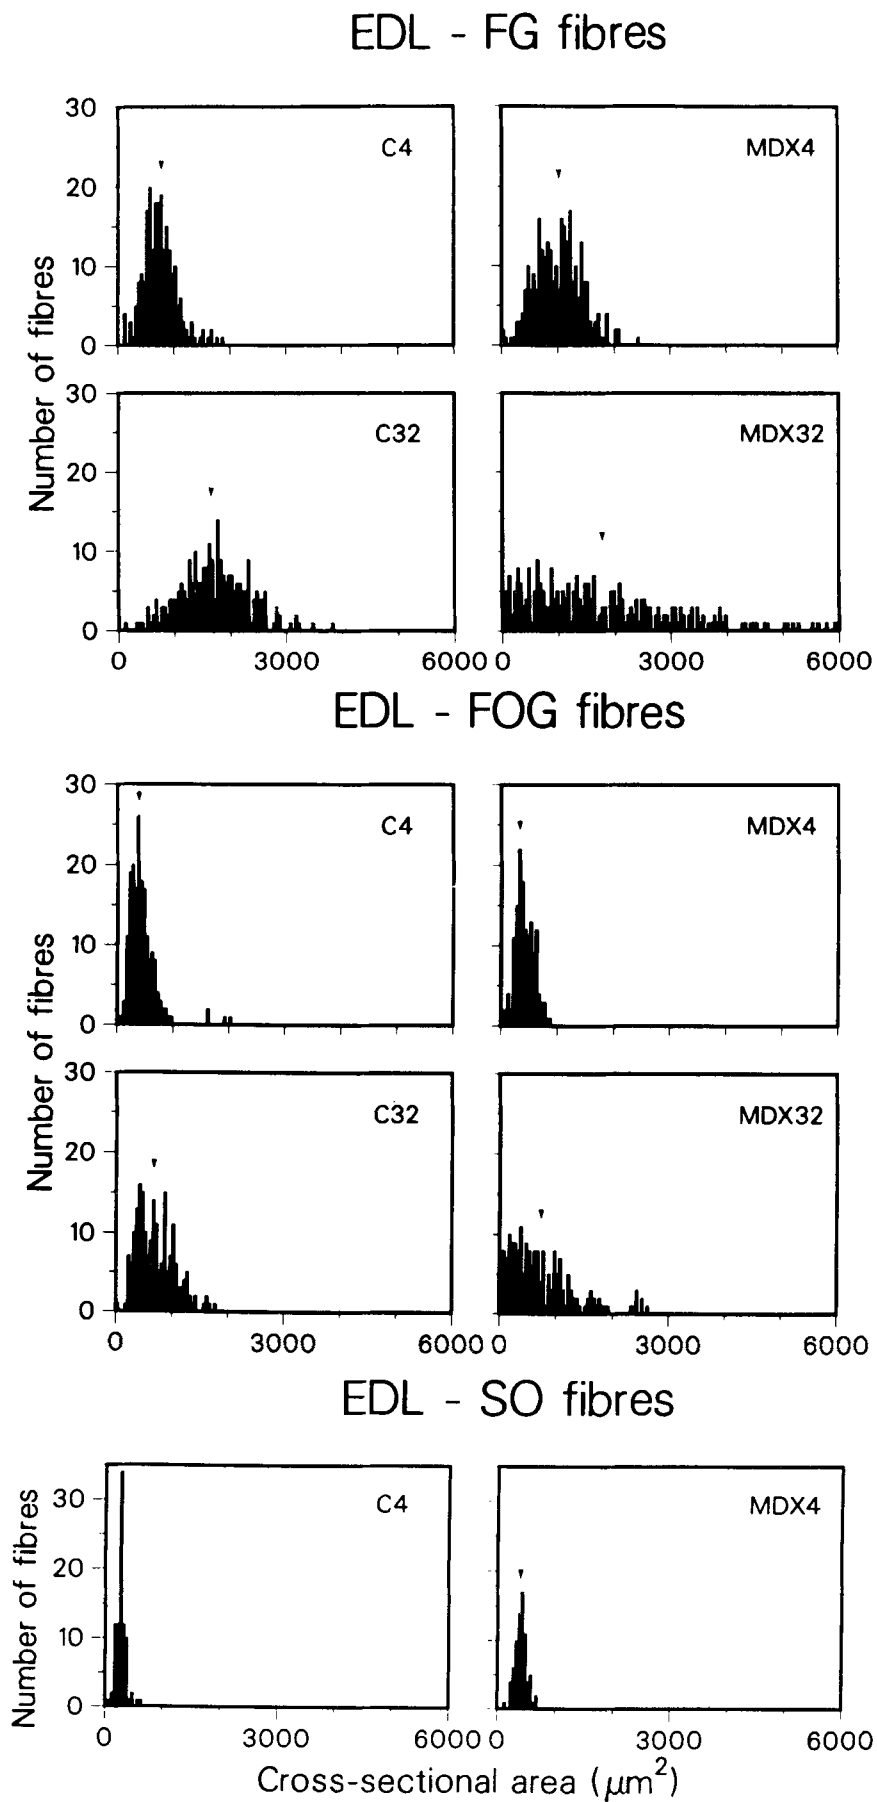 EDL - FG fibres
30
20
10
0
C4
MDX4
30
20
10
0
C32
MDX32
0 3000 6000 0 3000 6000
Number of fibres
EDL - FOG fibres
30
20
10
0
C4
MDX4
30
20
10
0
C32
MDX32
0 3000 6000 0 3000 6000
Number of fibres
EDL - SO fibres
30
20
10
0
C4
MDX4
0 3000 6000 0 3000 6000
Number of fibres
Cross-sectional area (μm²)